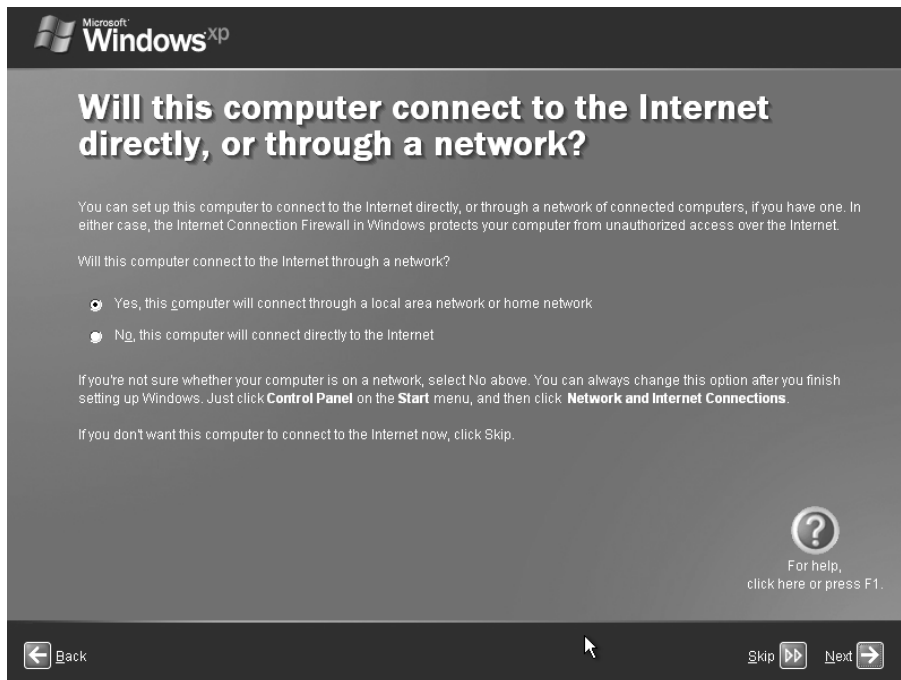 Microsoft
Windows xp
Will this computer connect to the Internet
directly, or through a network?
You can set up this computer to connect to the Internet directly, or through a network of connected computers, if you have one. In
either case, the Internet Connection Firewall in Windows protects your computer from unauthorized access over the Internet.
Will this computer connect to the Internet through a network?
Yes, this computer will connect through a local area network or home network
No, this computer will connect directly to the Internet
If you're not sure whether your computer is on a network, select No above. You can always change this option after you finish
setting up Windows. Just click Control Panel on the Start menu, and then click Network and Internet Connections.
If you don't want this computer to connect to the Internet now, click Skip.
For help,
click here or press F1.
Back
Skip
Next